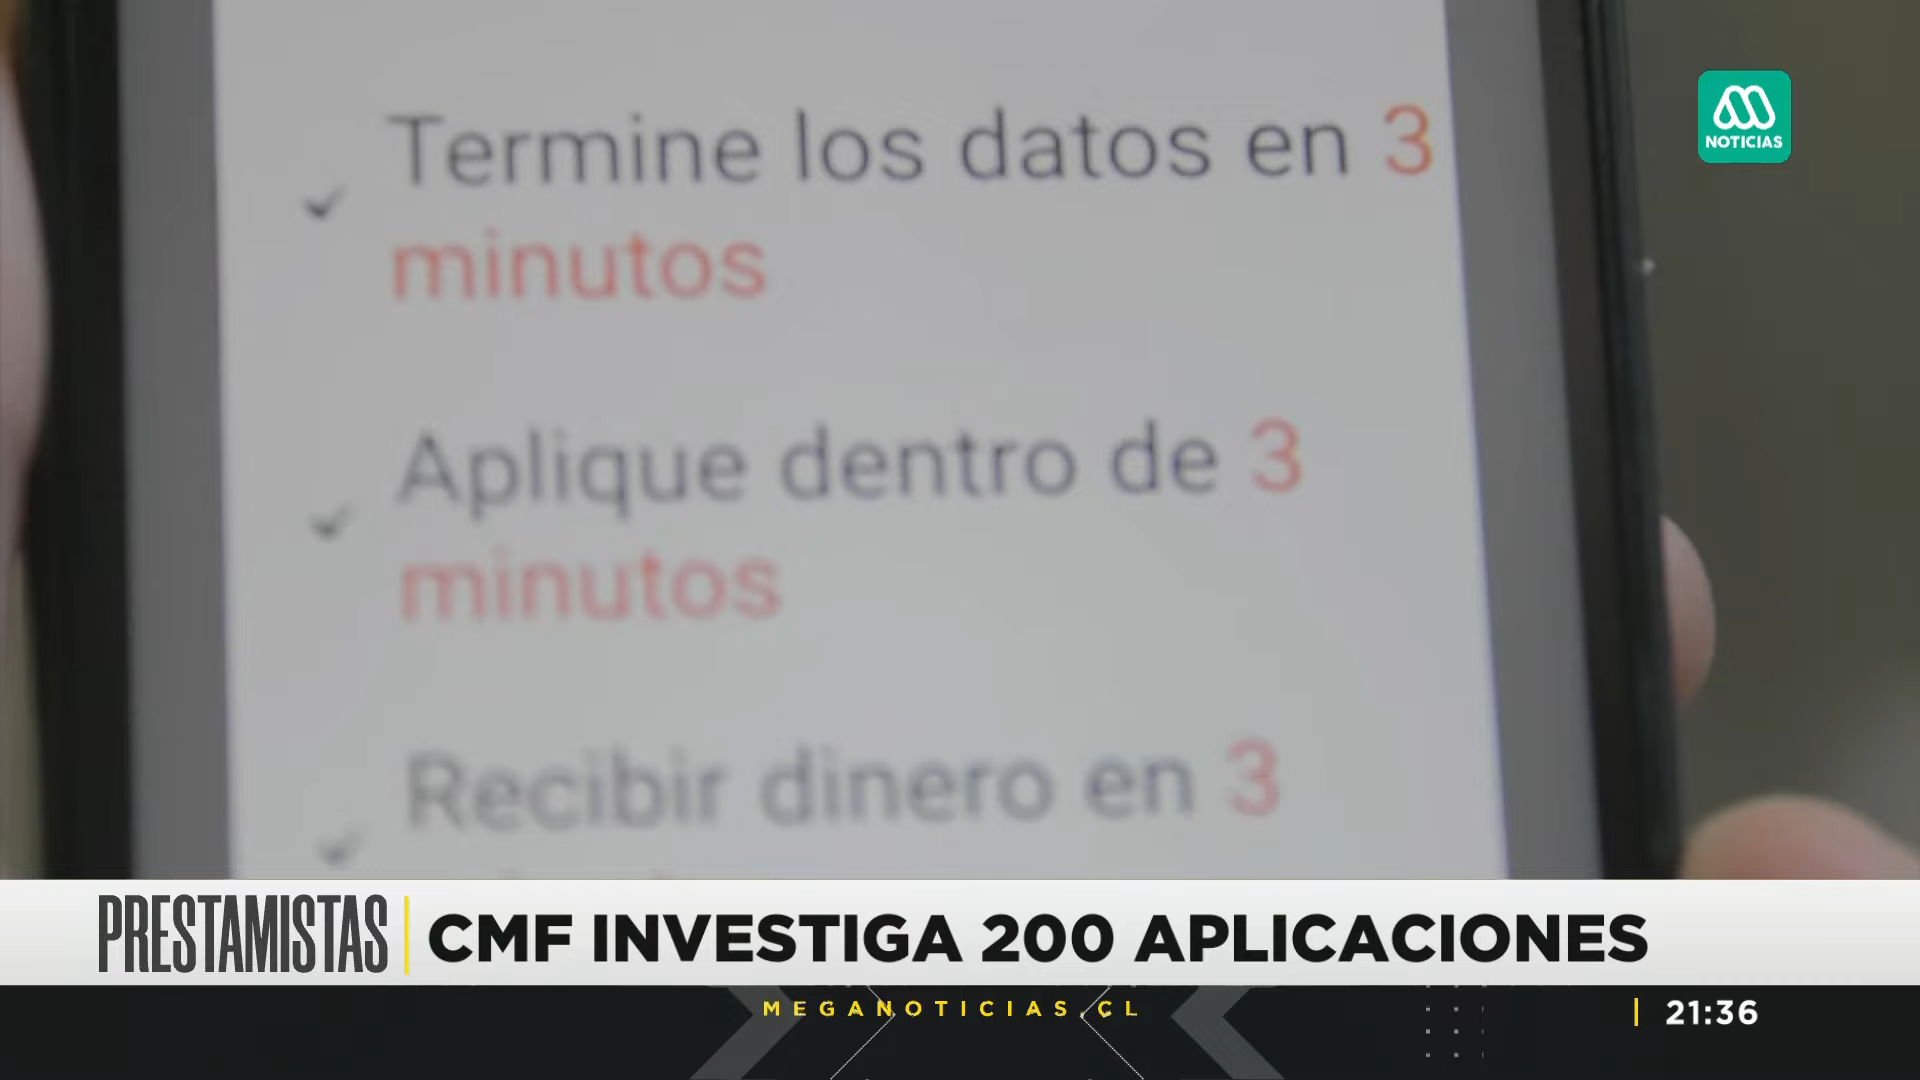 Termine los datos en 3
minutos
Aplique dentro de 3
minutos
Recibir dinero en 3
NOTICIAS
PRESTAMISTAS
CMF INVESTIGA 200 APLICACIONES
MEGANOTICIAS.CL
21:36